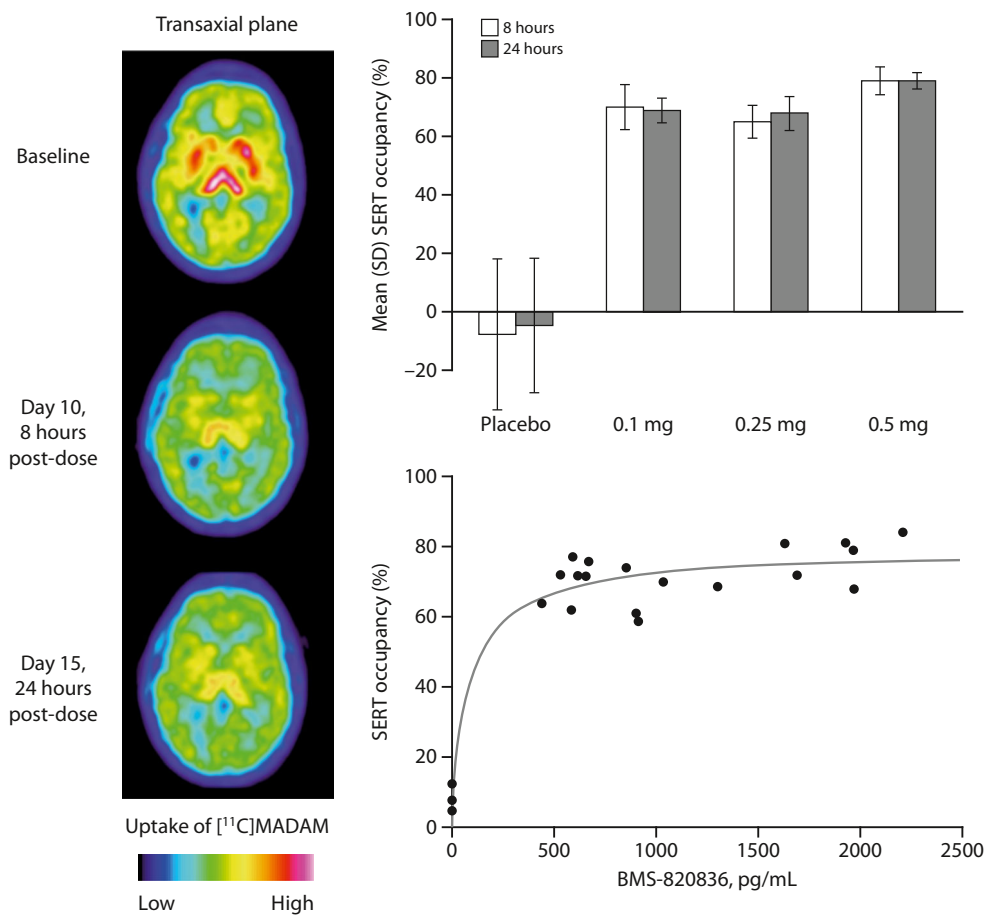 Transaxial plane
Baseline
Day 10,
8 hours
post-dose
Day 15,
24 hours
post-dose
Uptake of [¹¹C]MADAM
Low High
8 hours
24 hours
Mean (SD) SERT occupancy (%)
100
80
60
40
20
0
–20
Placebo 0.1 mg 0.25 mg 0.5 mg
SERT occupancy (%)
100
80
60
40
20
0
0 500 1000 1500 2000 2500
BMS-820836, pg/mL